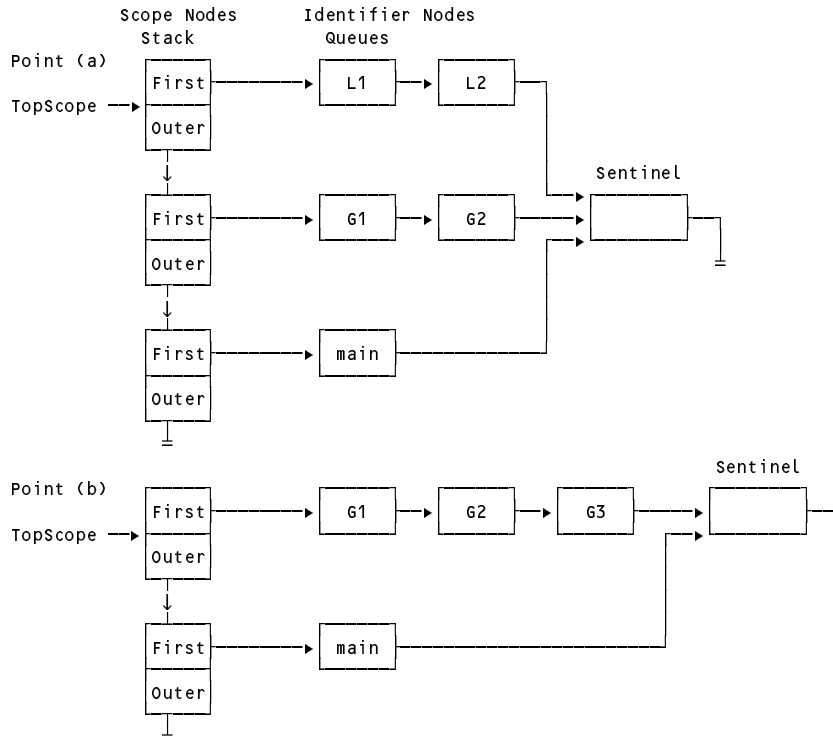 Scope Nodes Identifier Nodes
Stack Queues
Point (a)
First L1 L2
TopScope
Outer
Sentinel
First G1 G2
Outer
First main
Outer
Sentinel
Point (b)
First G1 G2 G3
TopScope
Outer
First main
Outer